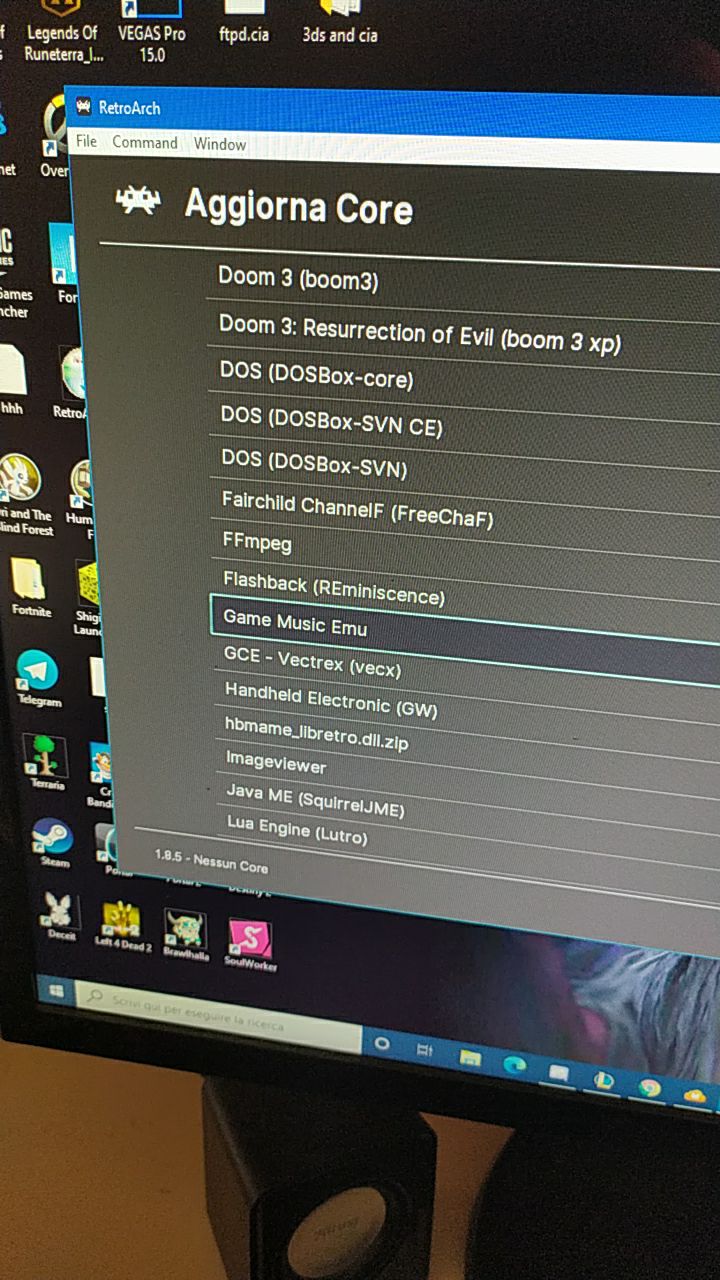 Legends Of
Runeterra_l...
VEGAS Pro
15.0
ftpd.cia
3ds and cia
RetroArch
File Command Window
Aggiorna Core
Doom 3 (boom3)
Doom 3: Resurrection of Evil (boom 3 xp)
DOS (DOSBox-core)
DOS (DOSBox-SVN CE)
DOS (DOSBox-SVN)
Fairchild ChannelF (FreeChaF)
FFmpeg
Flashback (REminiscence)
Game Music Emu
GCE - Vectrex (vecx)
Handheld Electronic (GW)
hbmame_libretro.dll.zip
Imageviewer
Java ME (SquirrelJME)
Lua Engine (Lutro)
1.8.5 - Nessun Core
Over
For
hhh
RetroA
ri and The
lind Forest
Hum
F
Fortnite
Shigi
Laun
Telegram
Terraria
Cr
Band
Steam
Deceit
Left 4 Dead 2
Brawlhalla
SoulWorker
Scrivi qui per eseguire la ricerca